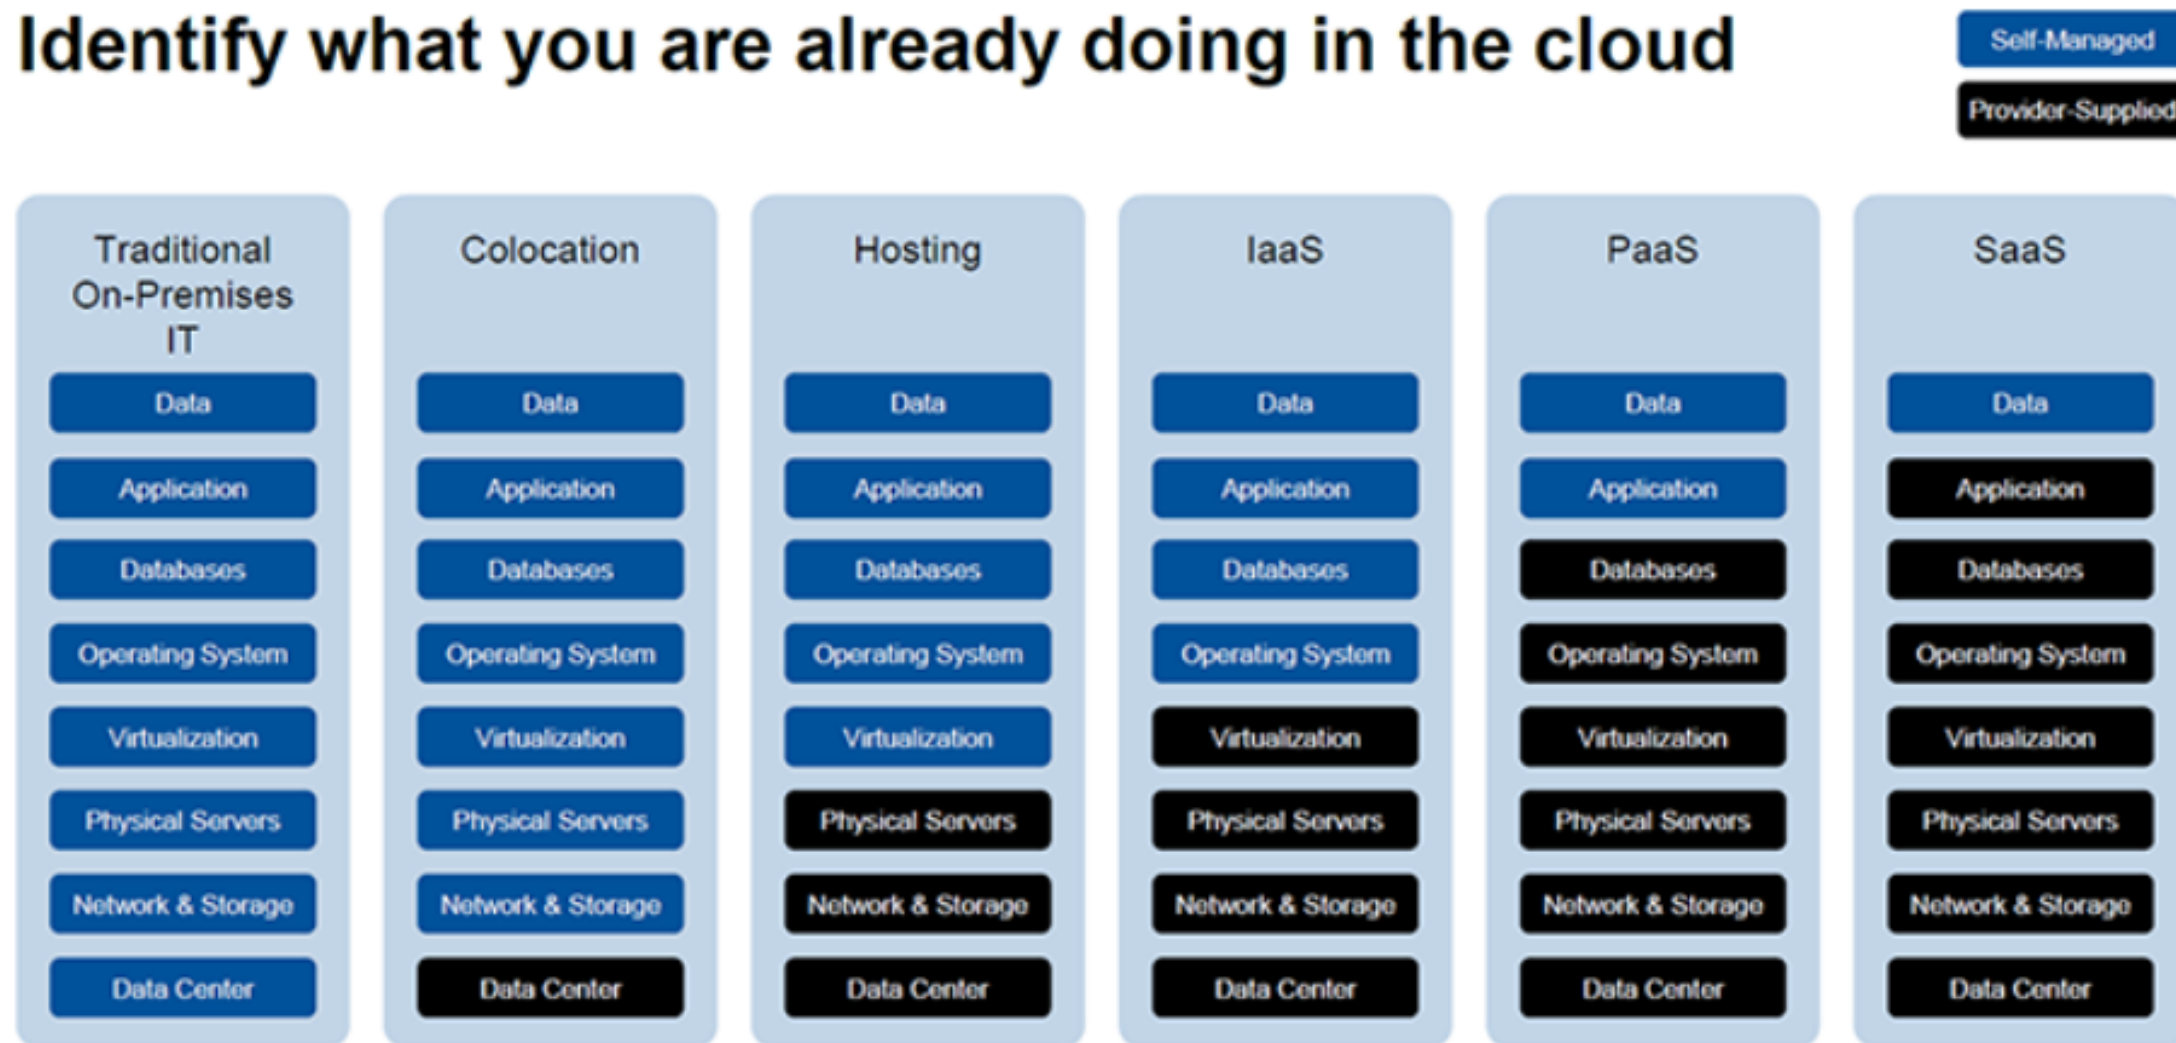 Identify what you are already doing in the cloud
Self-Managed
Provider-Supplied
Traditional
On-Premises
IT
Data
Application
Databases
Operating System
Virtualization
Physical Servers
Network & Storage
Data Center
Colocation
Data
Application
Databases
Operating System
Virtualization
Physical Servers
Network & Storage
Data Center
Hosting
Data
Application
Databases
Operating System
Virtualization
Physical Servers
Network & Storage
Data Center
IaaS
Data
Application
Databases
Operating System
Virtualization
Physical Servers
Network & Storage
Data Center
PaaS
Data
Application
Databases
Operating System
Virtualization
Physical Servers
Network & Storage
Data Center
SaaS
Data
Application
Databases
Operating System
Virtualization
Physical Servers
Network & Storage
Data Center